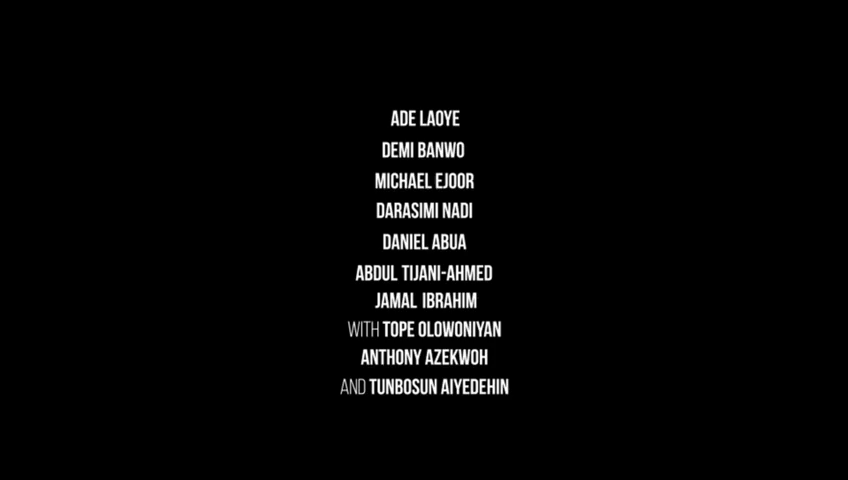 ADE LAOYE
DEMI BANWO
MICHAEL EJOOR
DARASIMI NADI
DANIEL ABUA
ABDUL TIJANI-AHMED
JAMAL IBRAHIM
WITH TOPE OLOWONIYAN
ANTHONY AZEKWOH
AND TUNBOSUN AIYEDEHIN